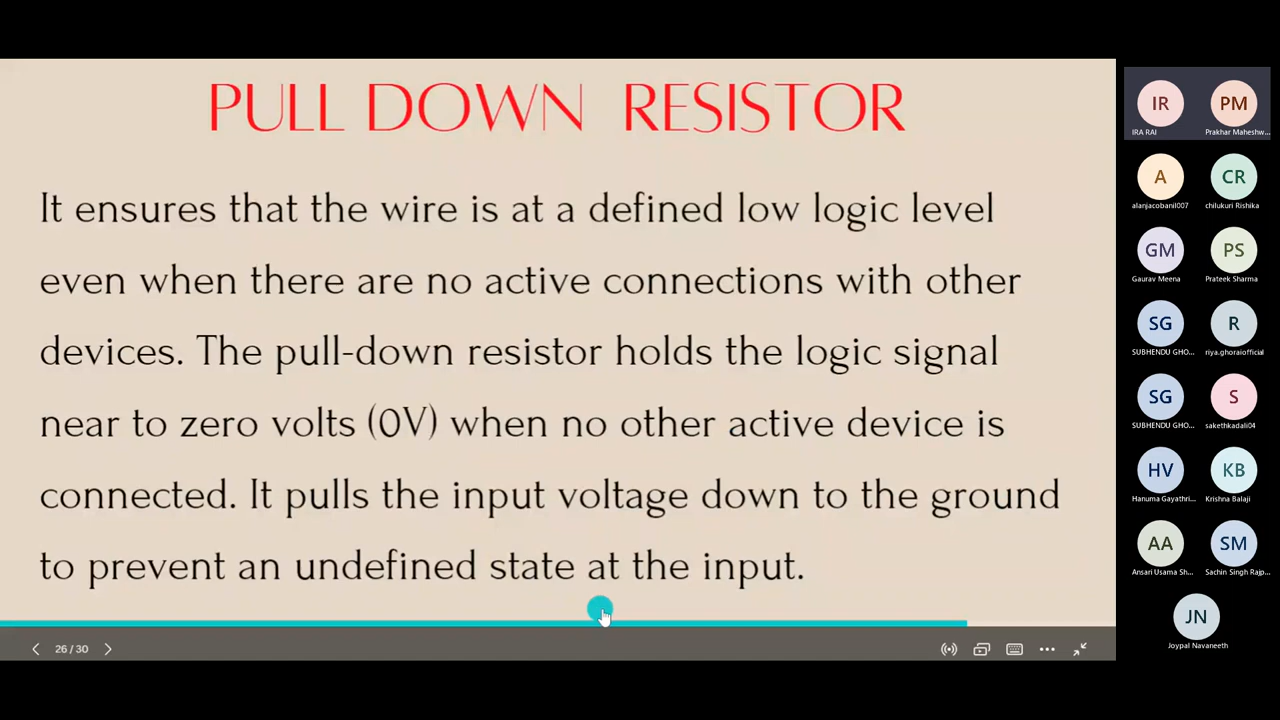 PULL DOWN RESISTOR
It ensures that the wire is at a defined low logic level
even when there are no active connections with other
devices. The pull-down resistor holds the logic signal
near to zero volts (0V) when no other active device is
connected. It pulls the input voltage down to the ground
to prevent an undefined state at the input.
26 / 30
IR PM
IRA RAI Prakhar Maheshw...
A CR
alanjacobanil007 chilukuri Rishika
GM PS
Gaurav Meena Prateek Sharma
SG R
SUBHENDU GHO... riya.ghoraiofficial
SG S
SUBHENDU GHO... sakethkadali04
HV KB
Hanuma Gayathri... Krishna Balaji
AA SM
Ansari Usama Sh... Sachin Singh Rajp...
JN
Joypal Navaneeth